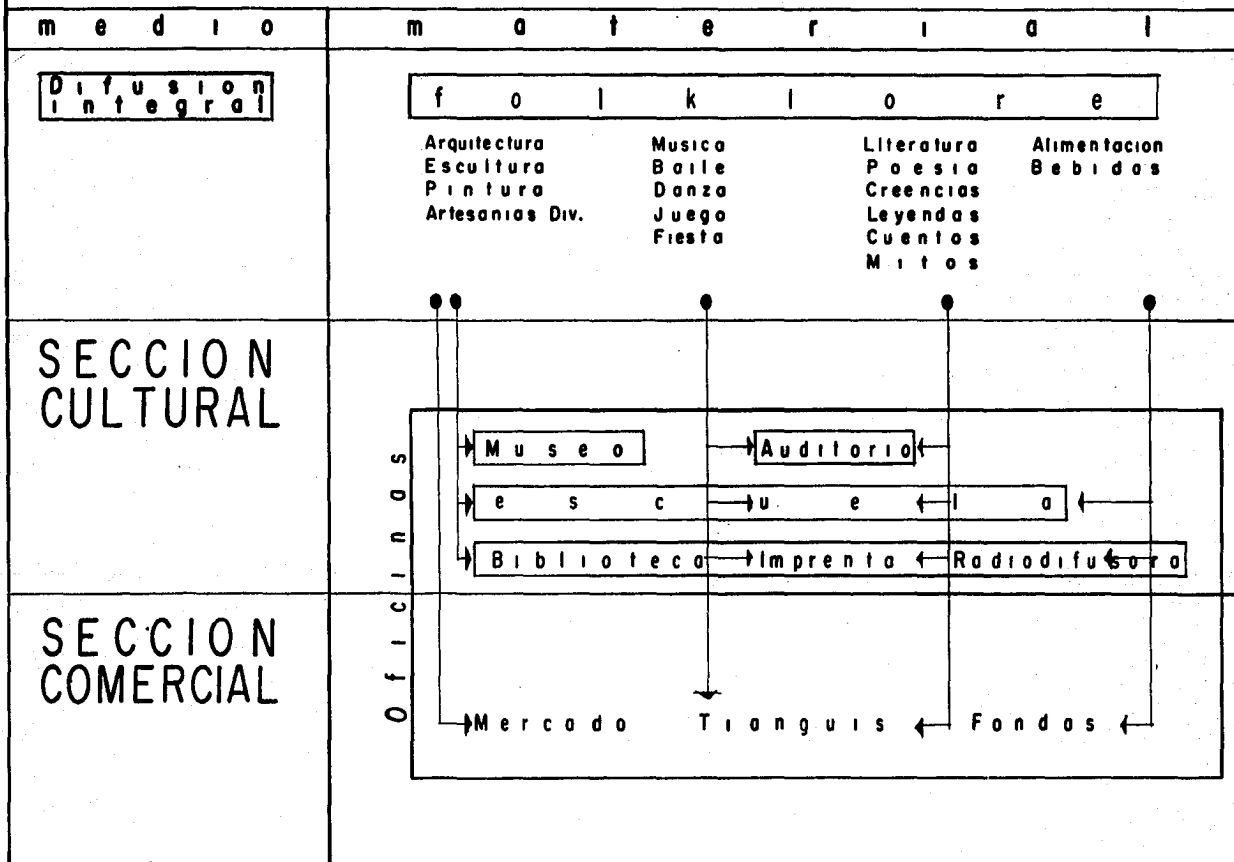 medio
material
Difusion
integral
folklore
Arquitectura
Escultura
Pintura
Artesanias Div.
Musica
Baile
Danza
Juego
Fiesta
Literatura
Poesia
Creencias
Leyendas
Cuentos
Mitos
Alimentacion
Bebidas
SECCION
CULTURAL
Oficinas
Museo
Auditorio
escuela
Biblioteca Imprenta Radiodifusora
SECCION
COMERCIAL
Mercado Tianguis Fondas